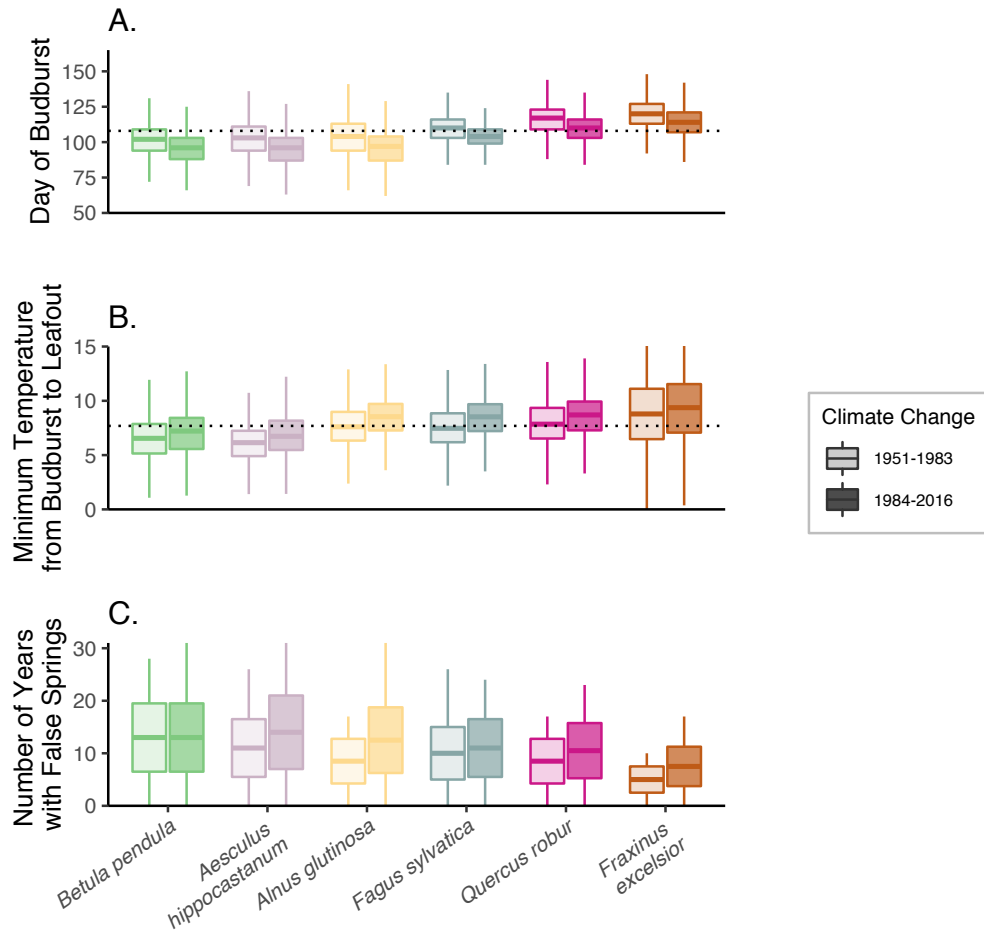 A.
Day of Budburst
150
125
100
75
50
B.
Minimum Temperature
from Budburst to Leafout
15
10
5
0
Climate Change
1951-1983
1984-2016
C.
Number of Years
with False Springs
30
20
10
0
Betula pendula
Aesculus
hippocastanum
Alnus glutinosa
Fagus sylvatica
Quercus robur
Fraxinus
excelsior